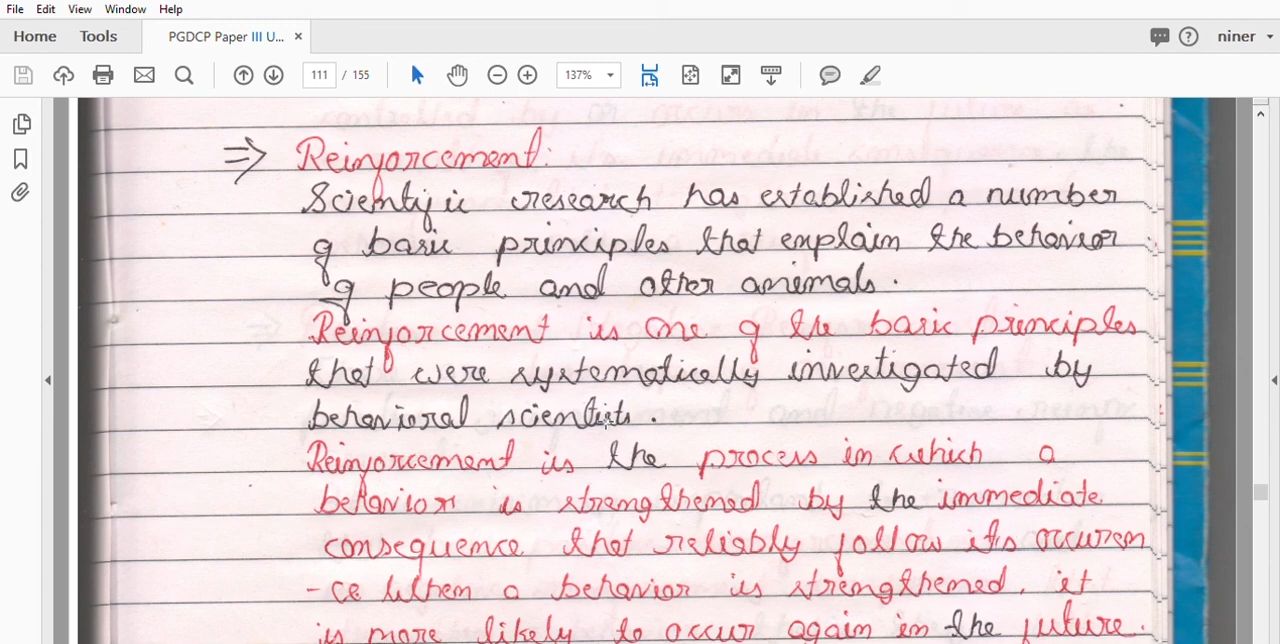 File Edit View Window Help
Home Tools PGDCP Paper III U... × niner
111 / 155 137%
⇒ Reinforcement:
Scientific research has established a number
of basic principles that explain the behavior
of people and other animals.
Reinforcement is one of the basic principles
that were systematically investigated by
behavioral scientists.
Reinforcement is the process in which a
behavior is strengthened by the immediate
consequence that reliably follow its occuren
-ce When a behavior is strengthened, it
is more likely to occur again in the future.